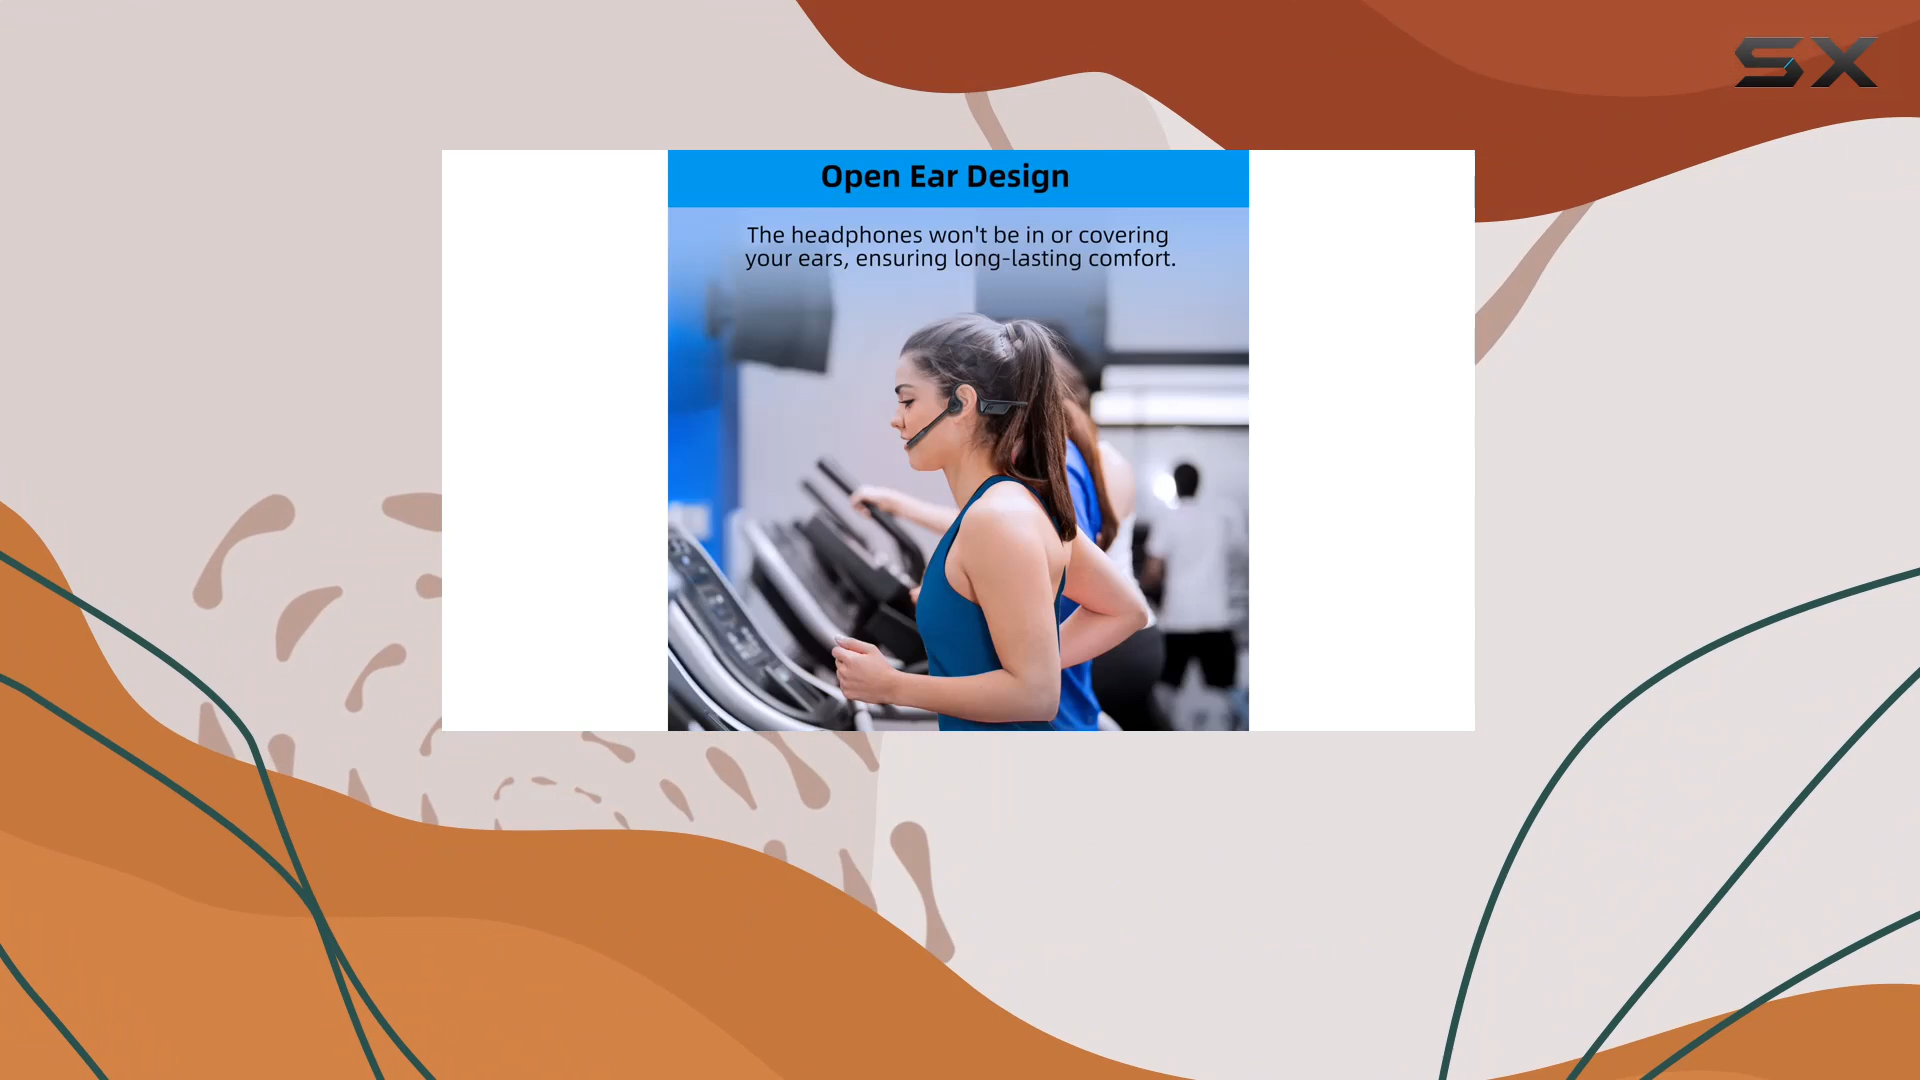 SX
Open Ear Design
The headphones won't be in or covering
your ears, ensuring long-lasting comfort.